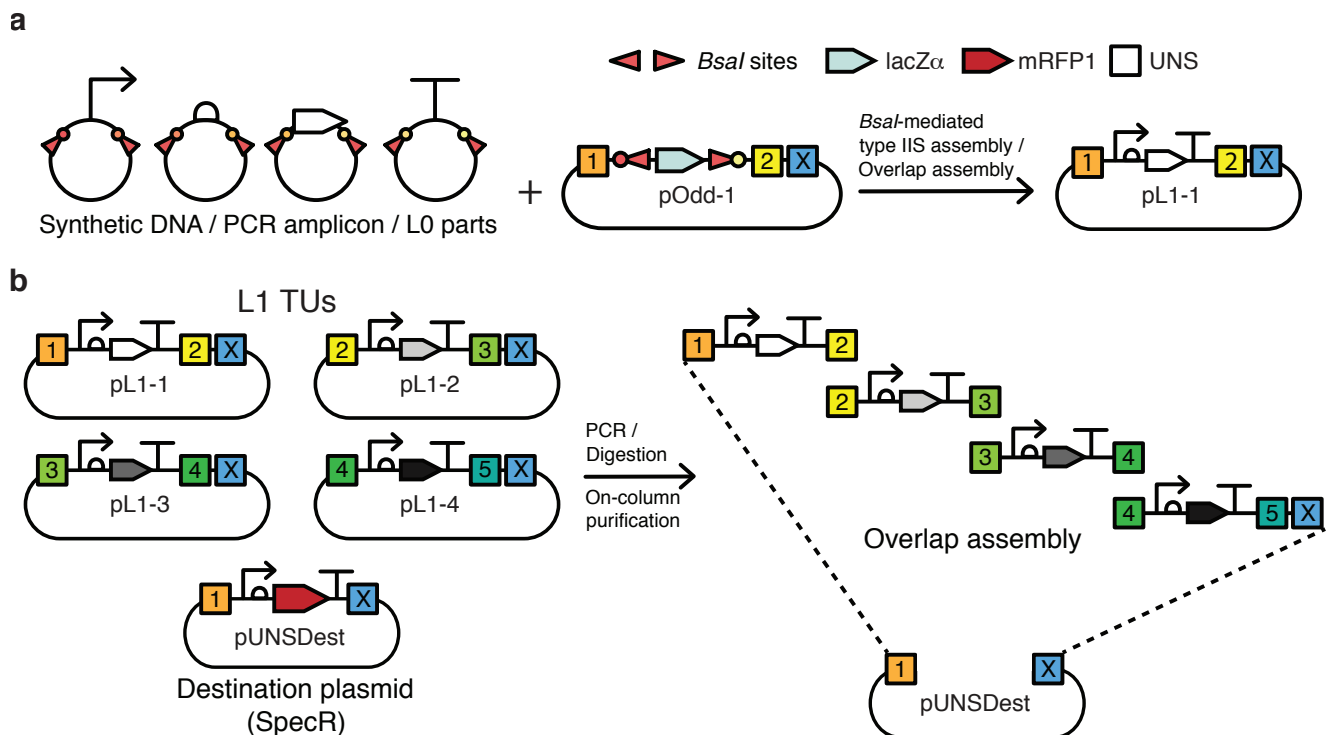 a
BsaI sites
lacZα
mRFP1
UNS
Synthetic DNA / PCR amplicon / L0 parts
+
1
2
X
pOdd-1
BsaI-mediated
type IIS assembly /
Overlap assembly
1
2
X
pL1-1
b
L1 TUs
1
2
X
pL1-1
2
3
X
pL1-2
3
4
X
pL1-3
4
5
X
pL1-4
1
X
pUNSDest
Destination plasmid
(SpecR)
PCR /
Digestion
On-column
purification
1
2
2
3
3
4
4
5
X
Overlap assembly
1
X
pUNSDest